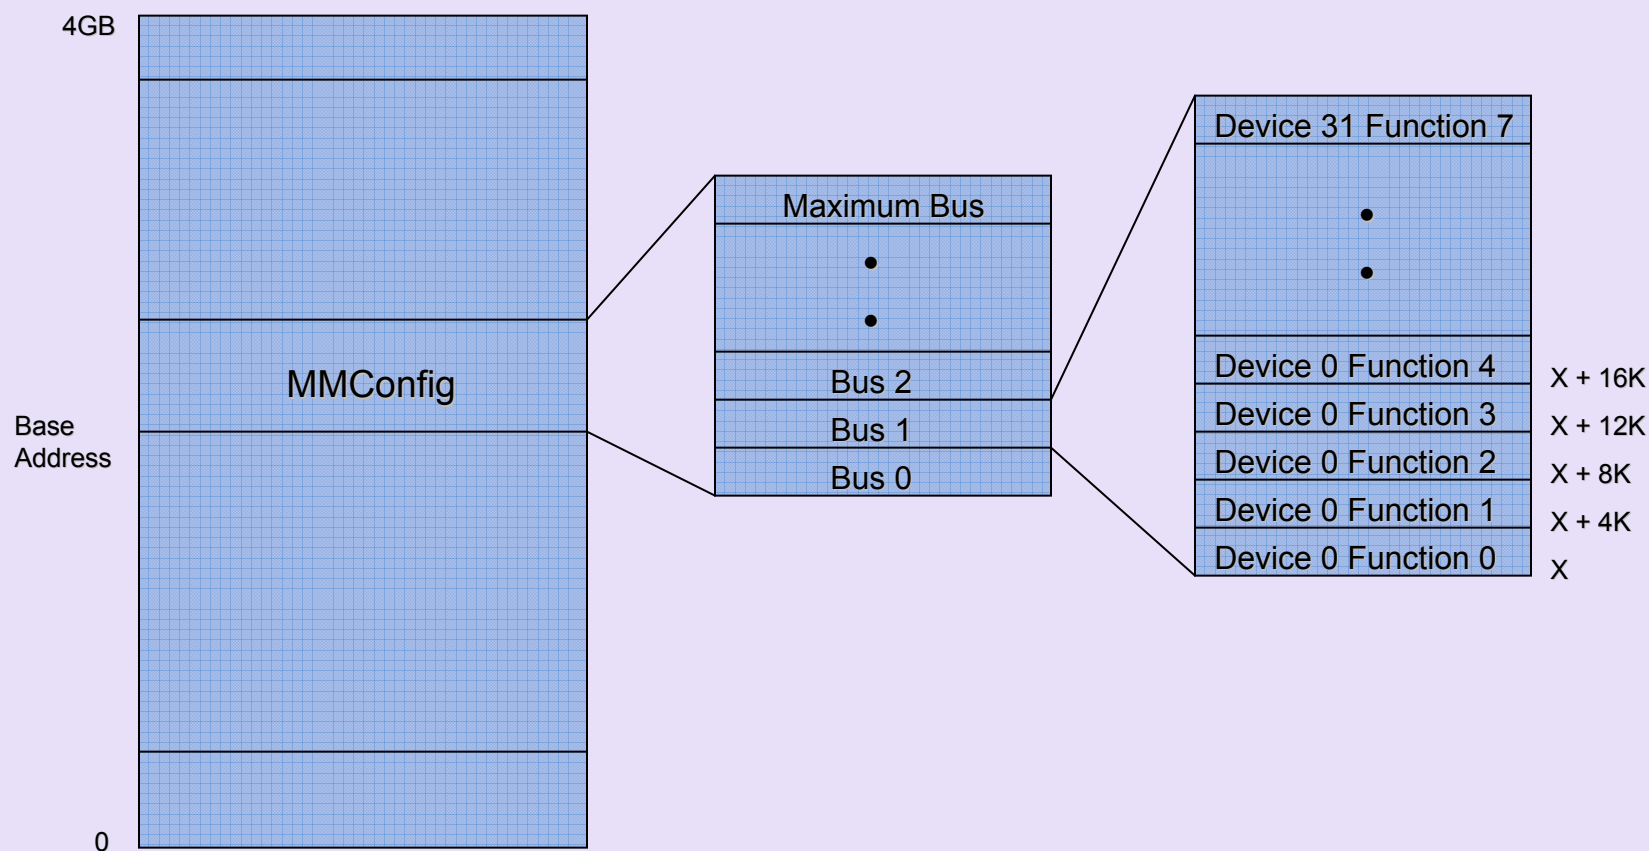 4GB
MMConfig
Base
Address
0
Maximum Bus
Bus 2
Bus 1
Bus 0
Device 31 Function 7
Device 0 Function 4
X + 16K
Device 0 Function 3
X + 12K
Device 0 Function 2
X + 8K
Device 0 Function 1
X + 4K
Device 0 Function 0
X